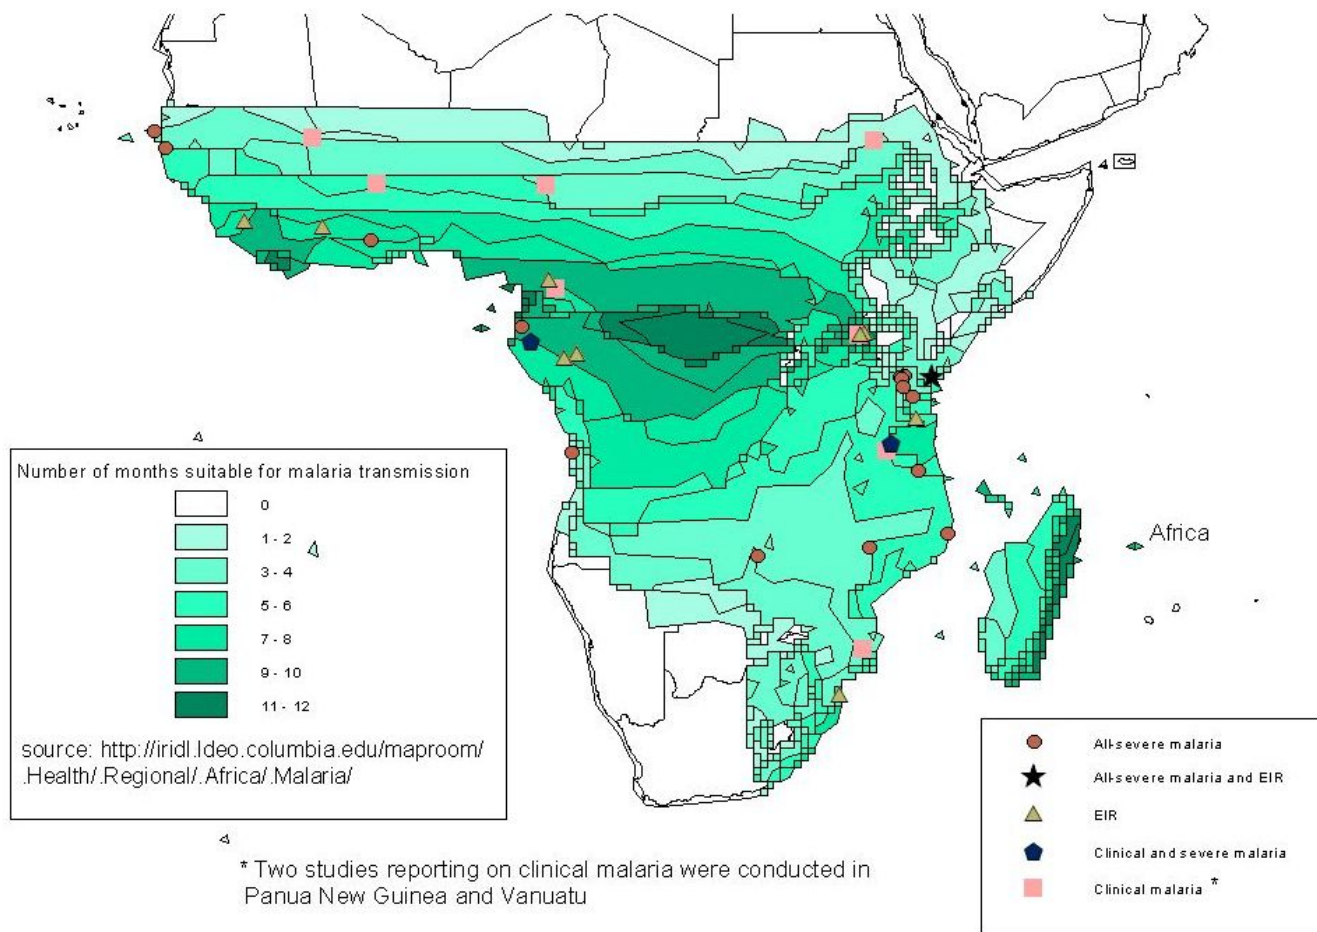 Number of months suitable for malaria transmission
0
1 - 2
3 - 4
5 - 6
7 - 8
9 - 10
11 - 12
source: http://iridl.ldeo.columbia.edu/maproom/
.Health/.Regional/.Africa/.Malaria/
Africa
All-severe malaria
All-severe malaria and EIR
EIR
Clinical and severe malaria
Clinical malaria *
* Two studies reporting on clinical malaria were conducted in
Panua New Guinea and Vanuatu